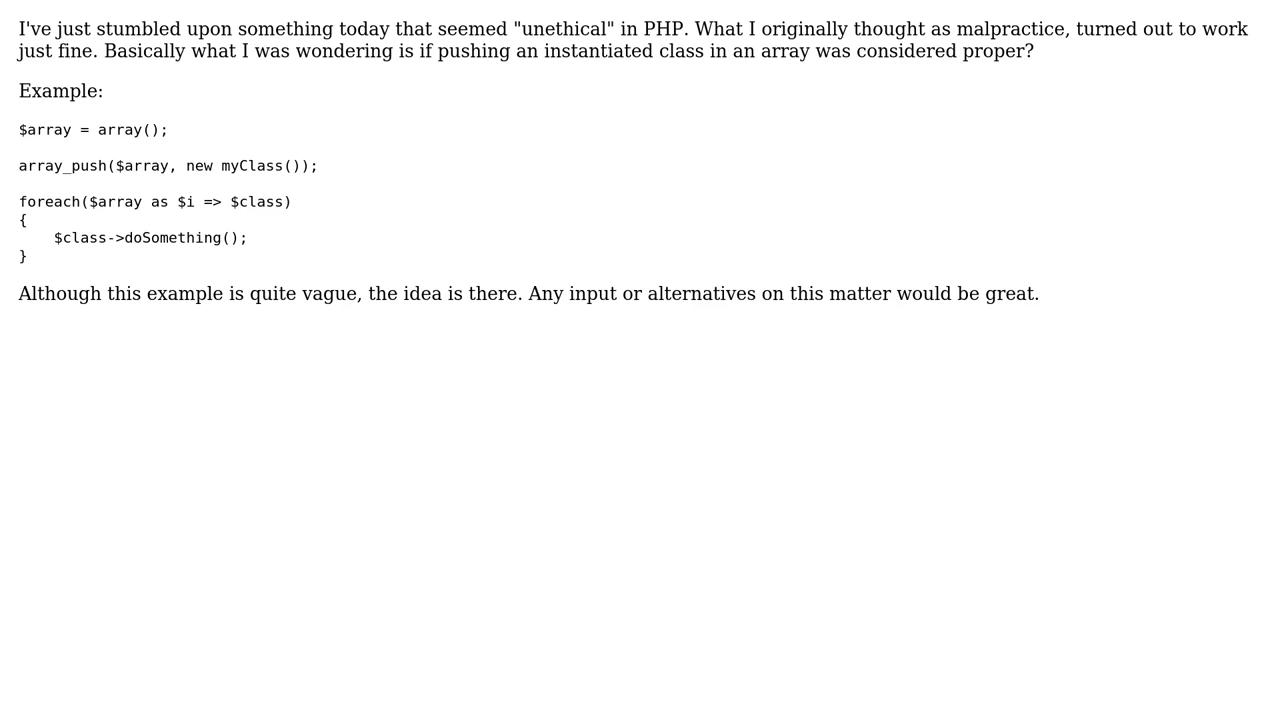 I've just stumbled upon something today that seemed "unethical" in PHP. What I originally thought as malpractice, turned out to work
just fine. Basically what I was wondering is if pushing an instantiated class in an array was considered proper?
Example:
$array = array();
array_push($array, new myClass());
foreach($array as $i => $class)
{
    $class->doSomething();
}
Although this example is quite vague, the idea is there. Any input or alternatives on this matter would be great.